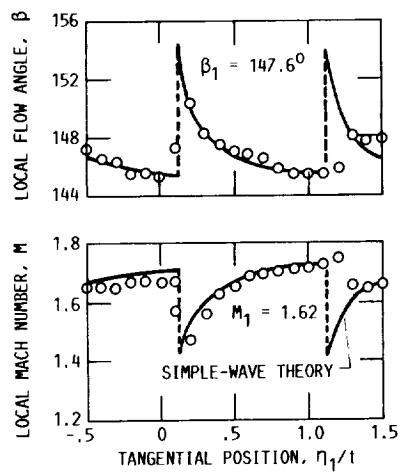 LOCAL FLOW ANGLE, β
156
152
148
144
β₁ = 147.6⁰
LOCAL MACH NUMBER, M
1.8
1.6
1.4
1.2
M₁ = 1.62
SIMPLE-WAVE THEORY
-.5 0 .5 1.0 1.5
TANGENTIAL POSITION, η₁/t